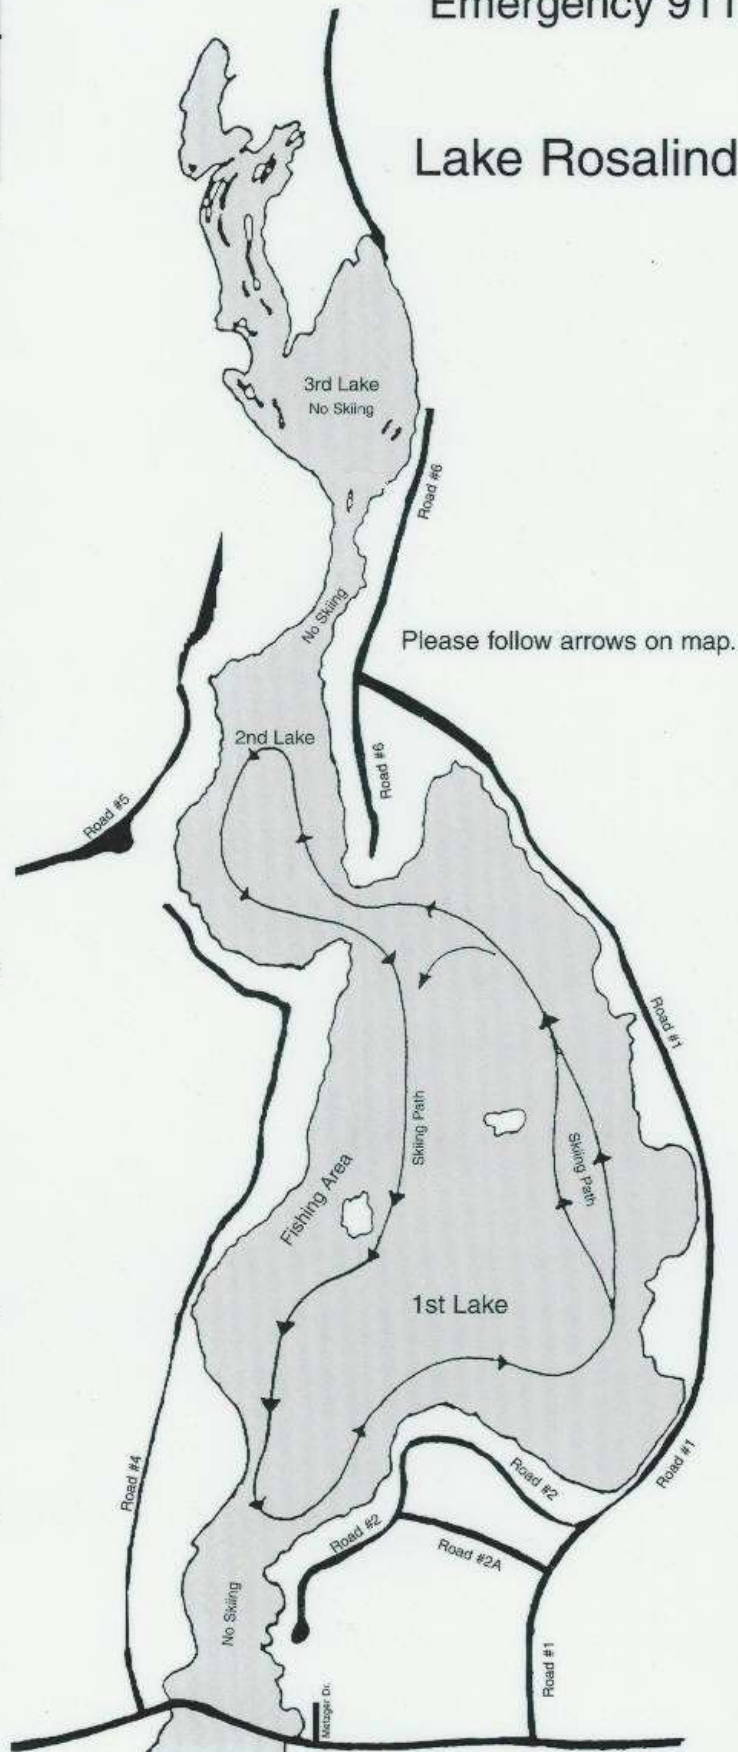 Emergency 911
Lake Rosalind
3rd Lake
No Skiing
Road #6
No Skiing
Please follow arrows on map.
2nd Lake
Road #6
Road #5
Road #1
Skiing Path
Skiing Path
Fishing Area
1st Lake
Road #4
Road #2
Road #1
Road #2
Road #2A
No Skiing
Road #1
Metzger Dr.